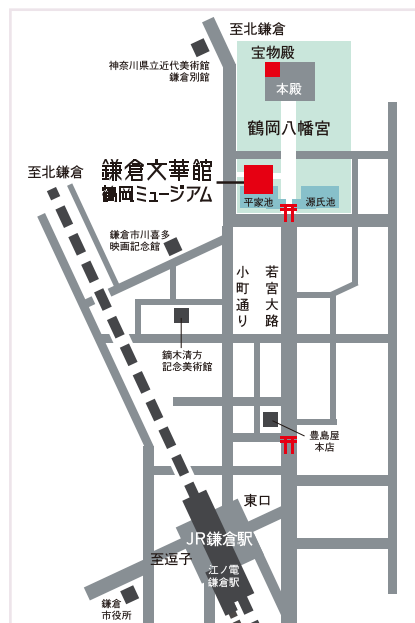 至北鎌倉
宝物殿
神奈川県立近代美術館
鎌倉別館
本殿
鶴岡八幡宮
鎌倉文華館
鶴岡ミュージアム
至北鎌倉
平家池
源氏池
鎌倉市川喜多
映画記念館
小町通り
若宮大路
鏑木清方
記念美術館
豊島屋
本店
東口
JR鎌倉駅
至逗子
江ノ電
鎌倉駅
鎌倉
市役所